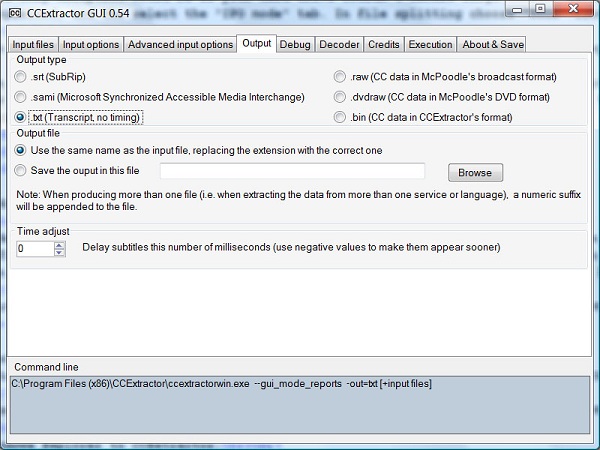 select the "IPO mode" tab. In file splitting choose
CCExtractor GUI 0.54
Input files Input options Advanced input options Output Debug Decoder Credits Execution About & Save
Output type
.srt (SubRip) .raw (CC data in McPoodle's broadcast format)
.sami (Microsoft Synchronized Accessible Media Interchange) .dvdraw (CC data in McPoodle's DVD format)
.txt (Transcript, no timing) .bin (CC data in CCExtractor's format)
Output file
Use the same name as the input file, replacing the extension with the correct one
Save the ouput in this file Browse
Note: When producing more than one file (i.e. when extracting the data from more than one service or language), a numeric suffix
will be appended to the file.
Time adjust
0 Delay subtitles this number of milliseconds (use negative values to make them appear sooner)
Command line
C:\Program Files (x86)\CCExtractor\ccextractorwin.exe --gui_mode_reports -out=txt [+input files]